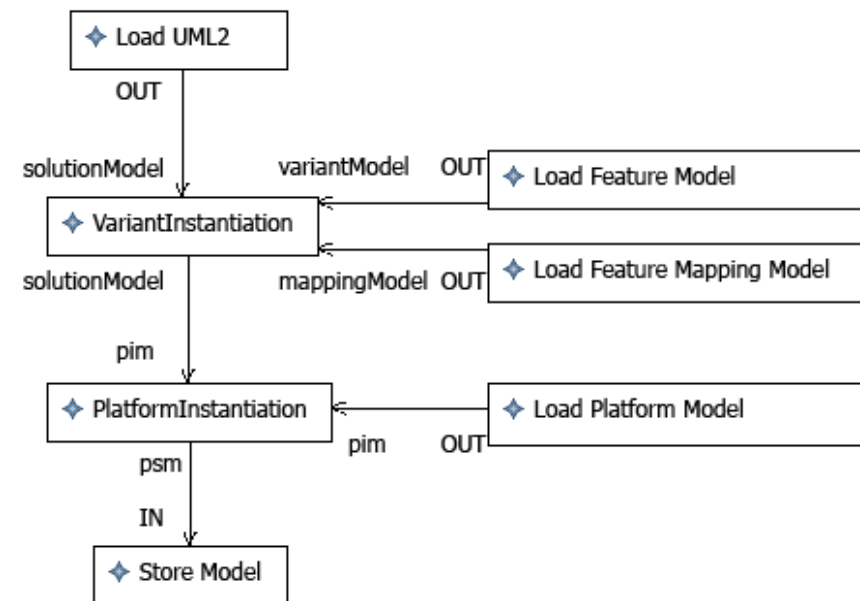 Load UML2
OUT
solutionModel
variantModel OUT
Load Feature Model
VariantInstantiation
Load Feature Mapping Model
solutionModel
mappingModel OUT
pim
PlatformInstantiation
Load Platform Model
pim OUT
psm
IN
Store Model